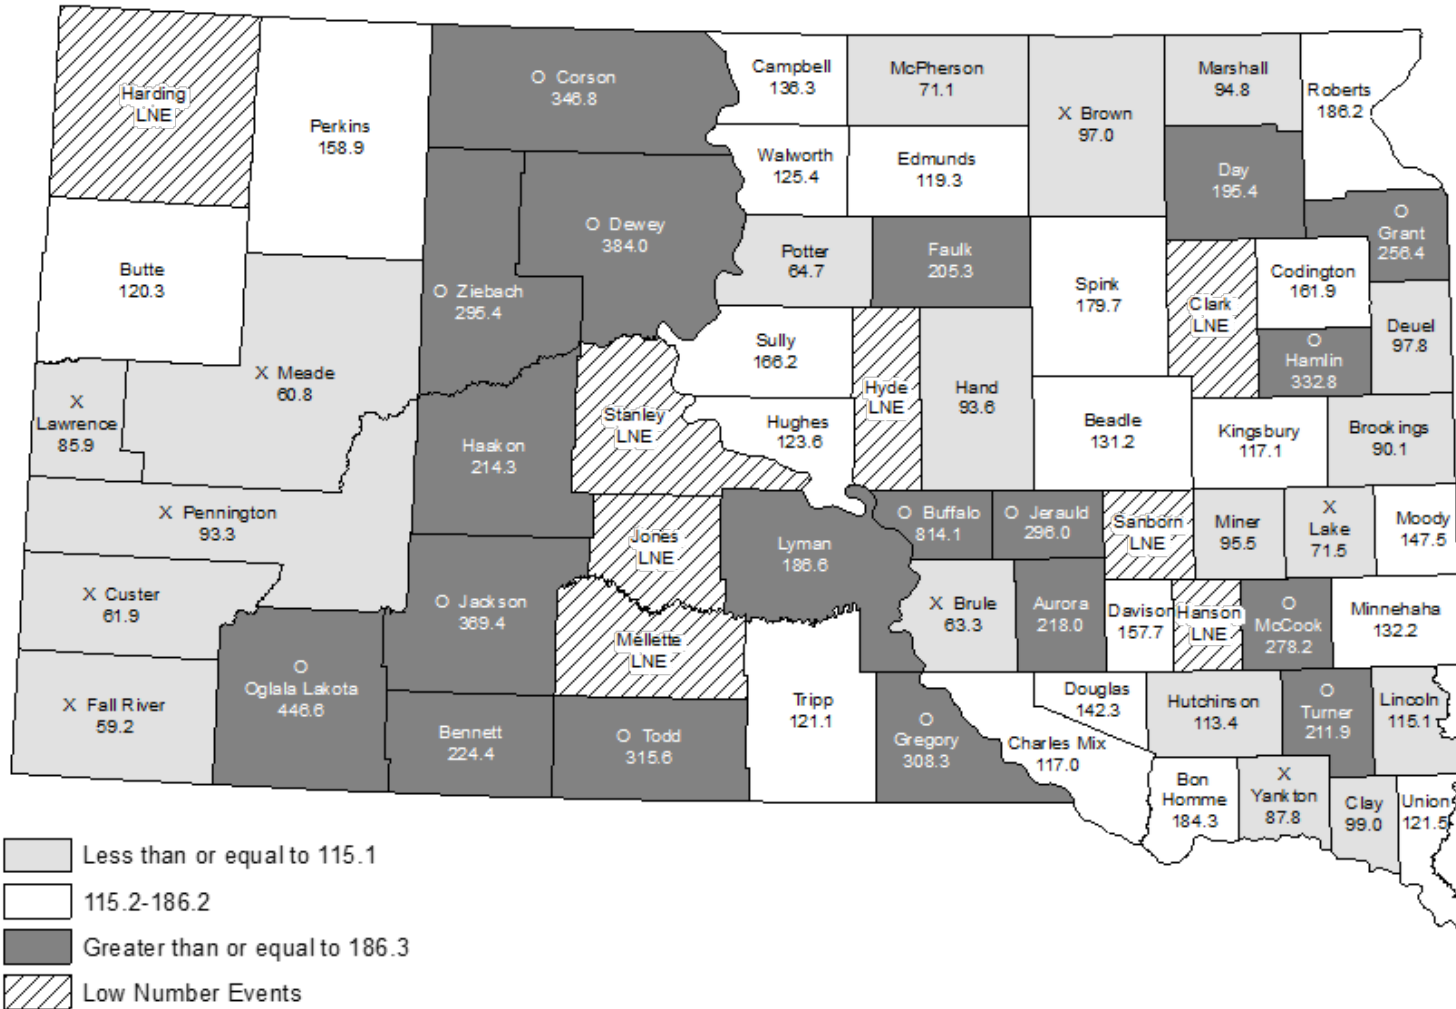 Harding
LNE
Perkins
158.9
O Corson
346.8
Campbell
136.3
McPherson
71.1
X Brown
97.0
Marshall
94.8
Roberts
186.2
Walworth
125.4
Edmunds
119.3
Day
195.4
O
Grant
256.4
Butte
120.3
O Dewey
384.0
O Ziebach
295.4
Potter
64.7
Faulk
205.3
Spink
179.7
Clark
LNE
Codington
161.9
Deuel
97.8
O
Hamlin
332.8
X Meade
60.8
X
Lawrence
85.9
Sully
166.2
Hyde
LNE
Hand
93.6
Stanley
LNE
Hughes
123.6
Haakon
214.3
Beadle
131.2
Kingsbury
117.1
Brookings
90.1
X Pennington
93.3
Jones
LNE
Lyman
186.6
O Buffalo
814.1
O Jerauld
296.0
Sanborn
LNE
Miner
95.5
X
Lake
71.5
Moody
147.5
X Custer
61.9
O Jackson
369.4
Mellette
LNE
X Brule
63.3
Aurora
218.0
Davison
157.7
Hanson
LNE
O
McCook
278.2
Minnehaha
132.2
X Fall River
59.2
O
Oglala Lakota
446.6
Bennett
224.4
O Todd
315.6
Tripp
121.1
O
Gregory
308.3
Charles Mix
117.0
Douglas
142.3
Hutchinson
113.4
O
Turner
211.9
Lincoln
115.1
Bon
Homme
184.3
X
Yankton
87.8
Clay
99.0
Union
121.5
Less than or equal to 115.1
115.2-186.2
Greater than or equal to 186.3
Low Number Events